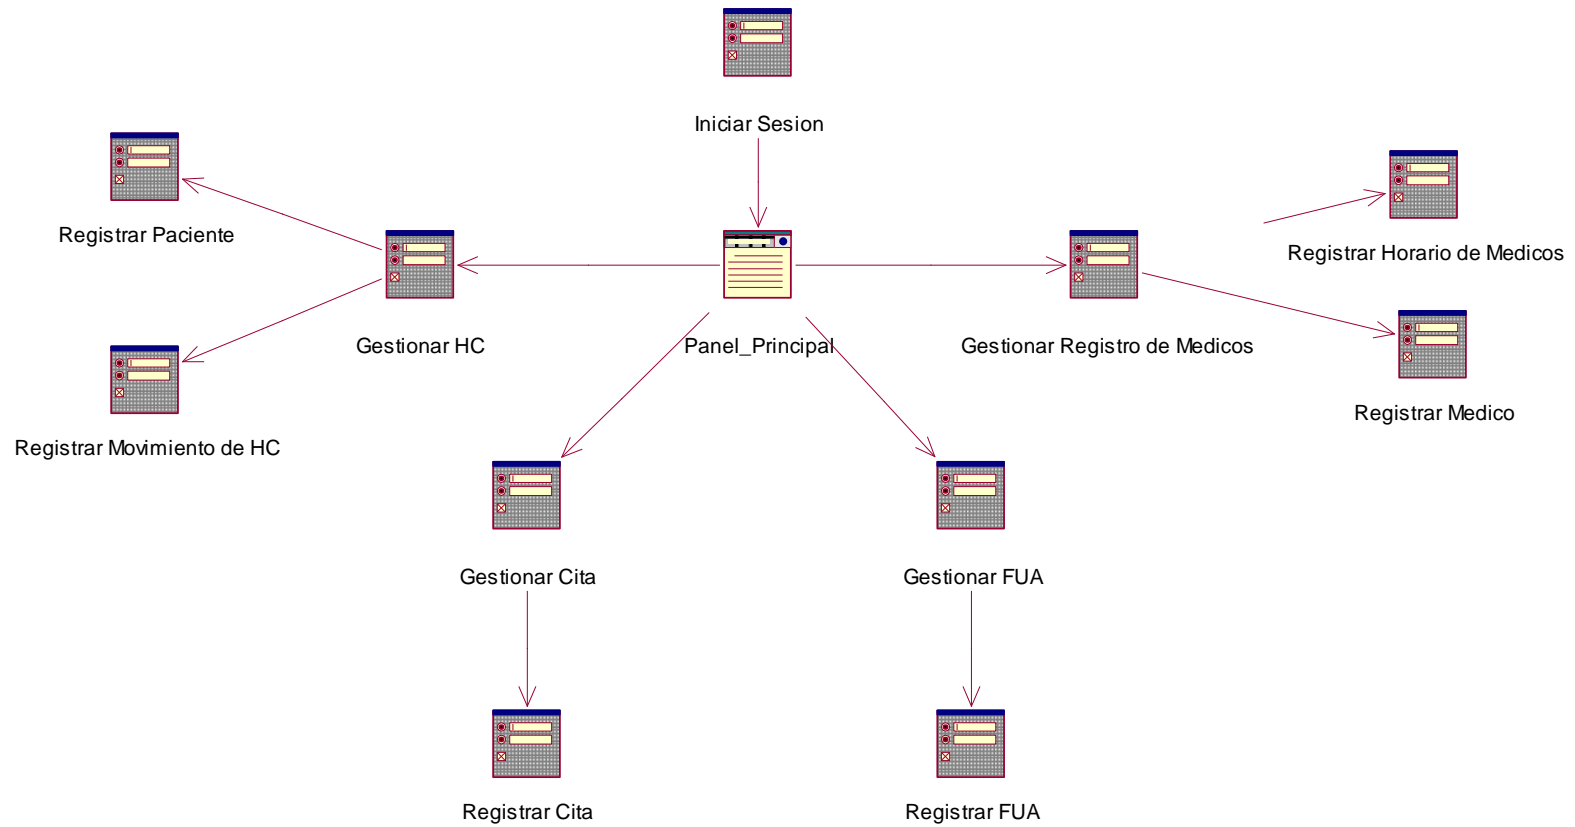 Iniciar Sesion
Registrar Paciente
Registrar Horario de Medicos
Gestionar HC
Panel_Principal
Gestionar Registro de Medicos
Registrar Medico
Registrar Movimiento de HC
Gestionar Cita
Gestionar FUA
Registrar Cita
Registrar FUA